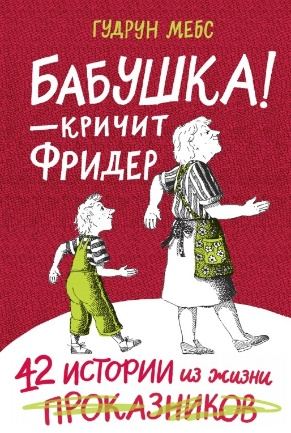 ГУДРУН МЕБС
БАБУШКА!
—КРИЧИТ
ФРИДЕР
42 ИСТОРИИ ИЗ ЖИЗНИ
ПРОКАЗНИКОВ